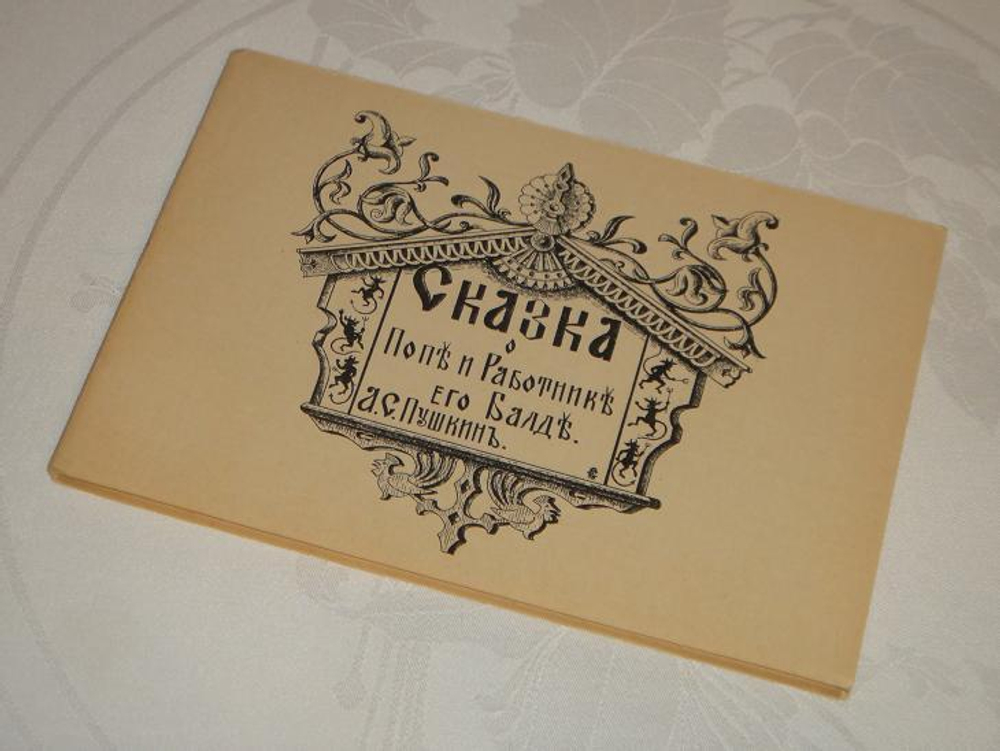 Сказка
о
Попѣ и Работникѣ
его Балдѣ.
А.С.Пушкинъ.